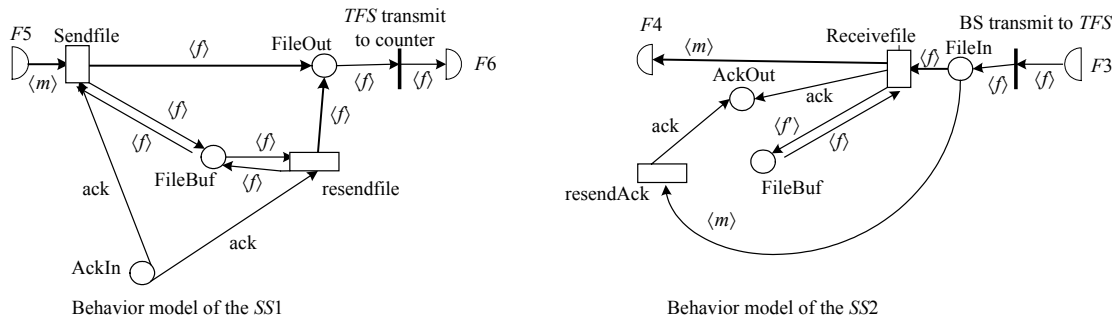 F5
Sendfile
⟨m⟩
⟨f⟩
FileOut
TFS transmit
to counter
⟨f⟩
⟨f⟩
F6
⟨f⟩
⟨f⟩
⟨f⟩
FileBuf
⟨f⟩
⟨f⟩
resendfile
ack
ack
AckIn
Behavior model of the SS1
F4
⟨m⟩
Receivefile
⟨f⟩
FileIn
BS transmit to TFS
⟨f⟩
⟨f⟩
F3
AckOut
ack
ack
⟨f'⟩
⟨f⟩
FileBuf
resendAck
⟨m⟩
Behavior model of the SS2